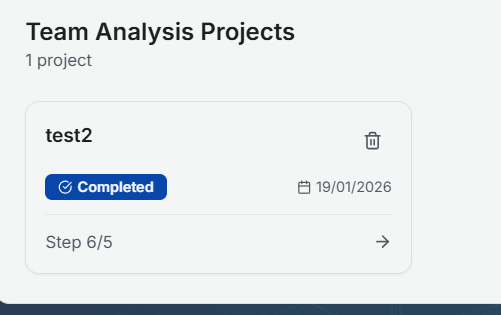 Team Analysis Projects
1 project
test2
Completed 19/01/2026
Step 6/5